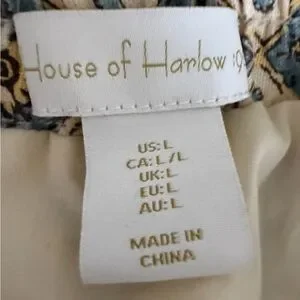 House of Harlow
US: L
CA: L/L
UK: L
EU: L
AU: L
MADE IN
CHINA